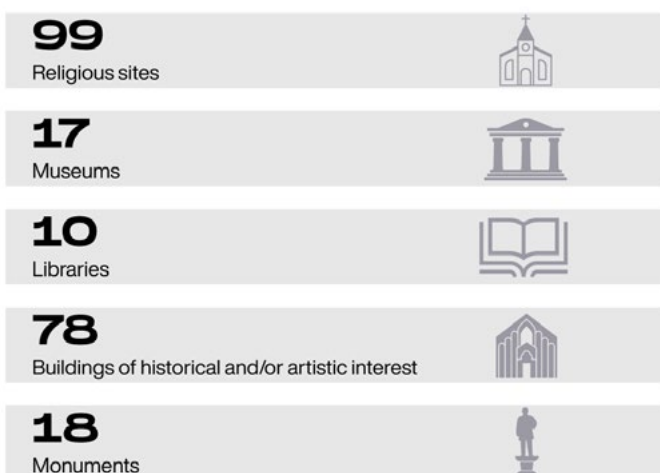 99
Religious sites
17
Museums
10
Libraries
78
Buildings of historical and/or artistic interest
18
Monuments